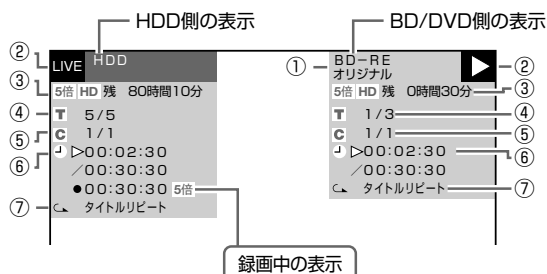 HDD側の表示
BD/DVD側の表示
② LIVE HDD
③ 5倍 HD 残 80時間10分
④ T 5/5
⑤ C 1/1
⑥ ▷00:02:30
/00:30:30
●00:30:30 5倍
⑦ タイトルリピート
録画中の表示
① BD-RE
オリジナル
②
5倍 HD 残 0時間30分 ③
T 1/3 ④
C 1/1 ⑤
▷00:02:30 ⑥
/00:30:30
タイトルリピート ⑦